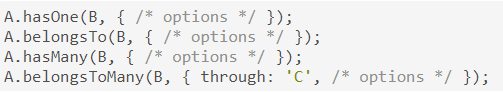 A.hasOne(B, { /* options */ });
A.belongsTo(B, { /* options */ });
A.hasMany(B, { /* options */ });
A.belongsToMany(B, { through: 'C', /* options */ });